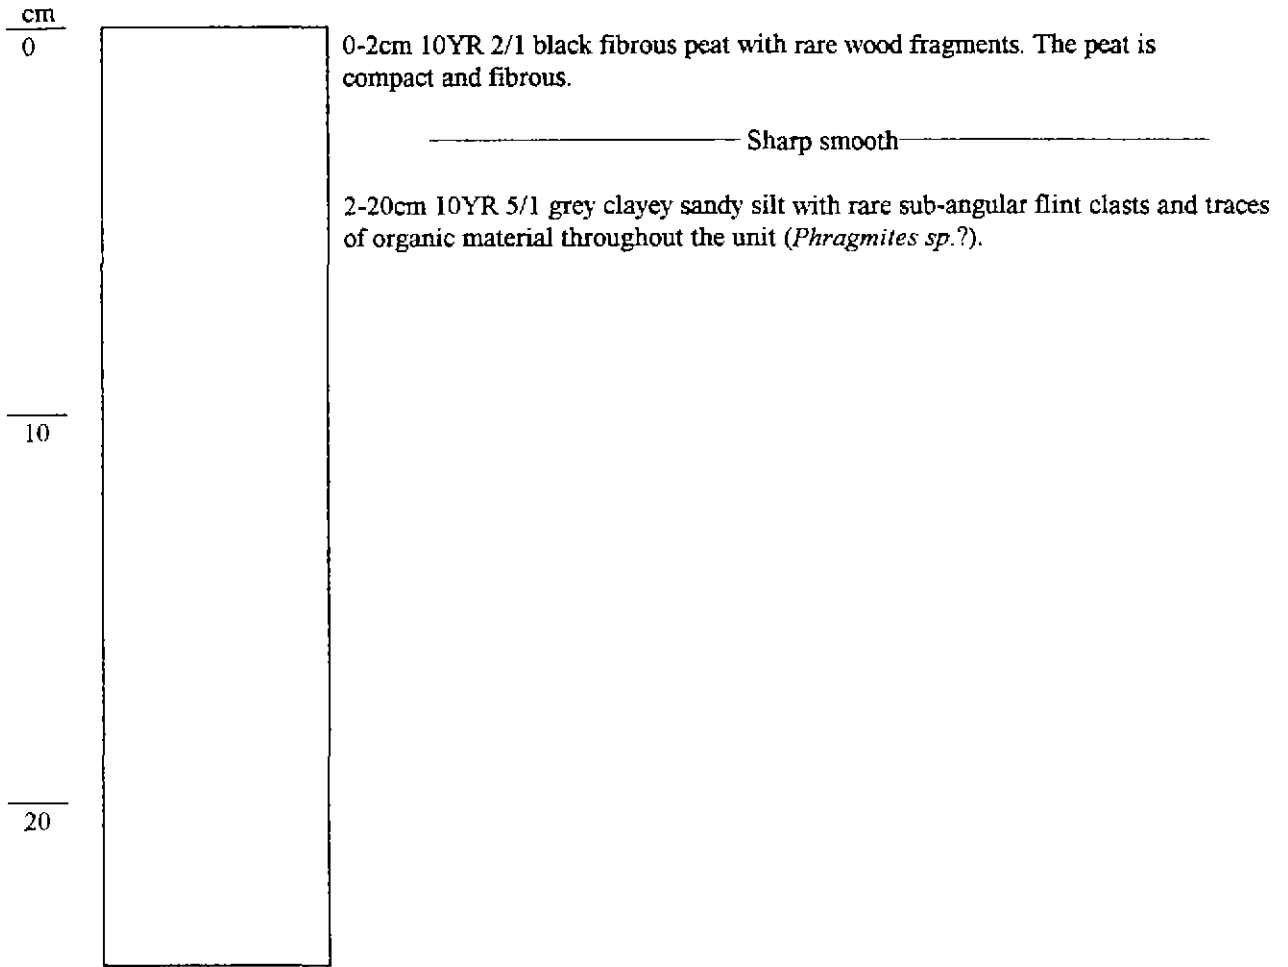 cm
0
0-2cm 10YR 2/1 black fibrous peat with rare wood fragments. The peat is
compact and fibrous.
Sharp smooth
2-20cm 10YR 5/1 grey clayey sandy silt with rare sub-angular flint clasts and traces
of organic material throughout the unit (Phragmites sp.?).
10
20